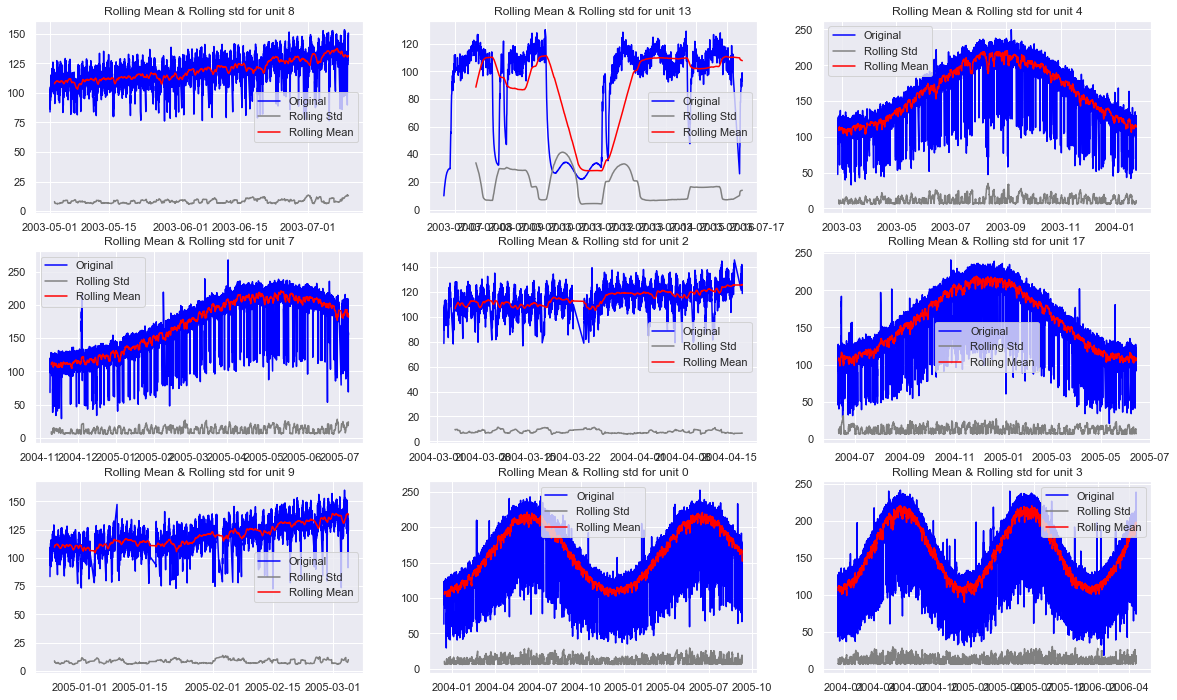 Rolling Mean & Rolling std for unit 8
150
125
100
75
50
25
0
Original
Rolling Std
Rolling Mean
2003-05-01 2003-05-15 2003-06-01 2003-06-15 2003-07-01
Rolling Mean & Rolling std for unit 13
120
100
80
60
40
20
0
Original
Rolling Std
Rolling Mean
Rolling Mean & Rolling std for unit 4
250
200
150
100
50
0
Original
Rolling Std
Rolling Mean
2003-03 2003-05 2003-07 2003-09 2003-11 2004-01
Rolling Mean & Rolling std for unit 7
250
200
150
100
50
0
Original
Rolling Std
Rolling Mean
2004-11 2004-12 2005-01 2005-02 2005-03 2005-04 2005-05 2005-06 2005-07
Rolling Mean & Rolling std for unit 2
140
120
100
80
60
40
20
0
Original
Rolling Std
Rolling Mean
2004-03-22
2004-04-15
Rolling Mean & Rolling std for unit 17
250
200
150
100
50
0
Original
Rolling Std
Rolling Mean
2004-07 2004-09 2004-11 2005-01 2005-03 2005-05 2005-07
Rolling Mean & Rolling std for unit 9
150
125
100
75
50
25
0
Original
Rolling Std
Rolling Mean
2005-01-01 2005-01-15 2005-02-01 2005-02-15 2005-03-01
Rolling Mean & Rolling std for unit 0
250
200
150
100
50
0
Original
Rolling Std
Rolling Mean
2004-01 2004-04 2004-07 2004-10 2005-01 2005-04 2005-07 2005-10
Rolling Mean & Rolling std for unit 3
250
200
150
100
50
0
Original
Rolling Std
Rolling Mean